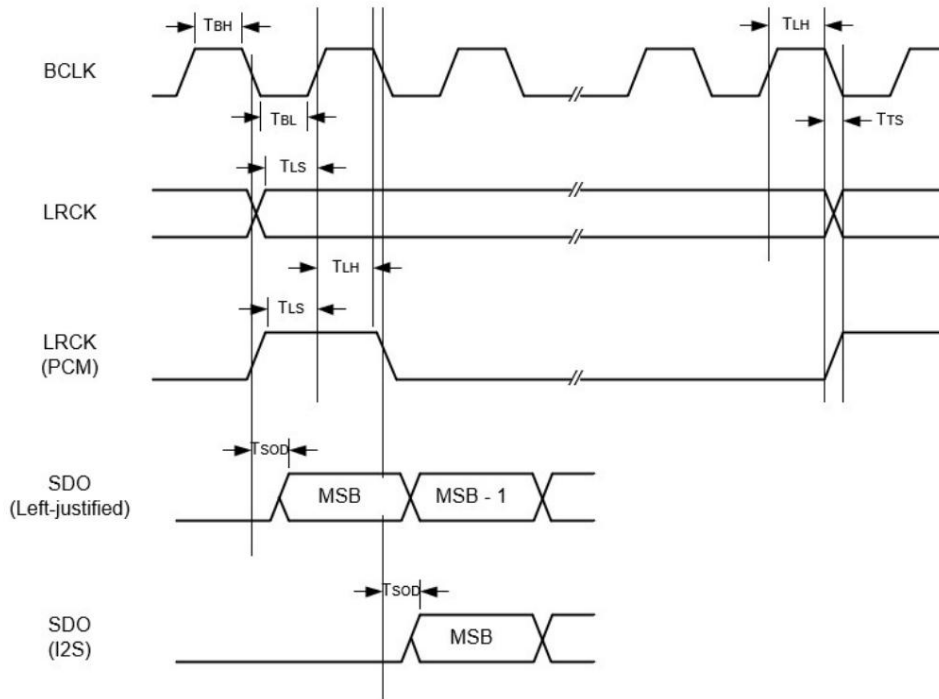 TBH
TLH
BCLK
TBL
TTS
TLS
LRCK
TLH
TLS
LRCK
(PCM)
TSOD
SDO
(Left-justified)
MSB
MSB - 1
TSOD
SDO
(I2S)
MSB